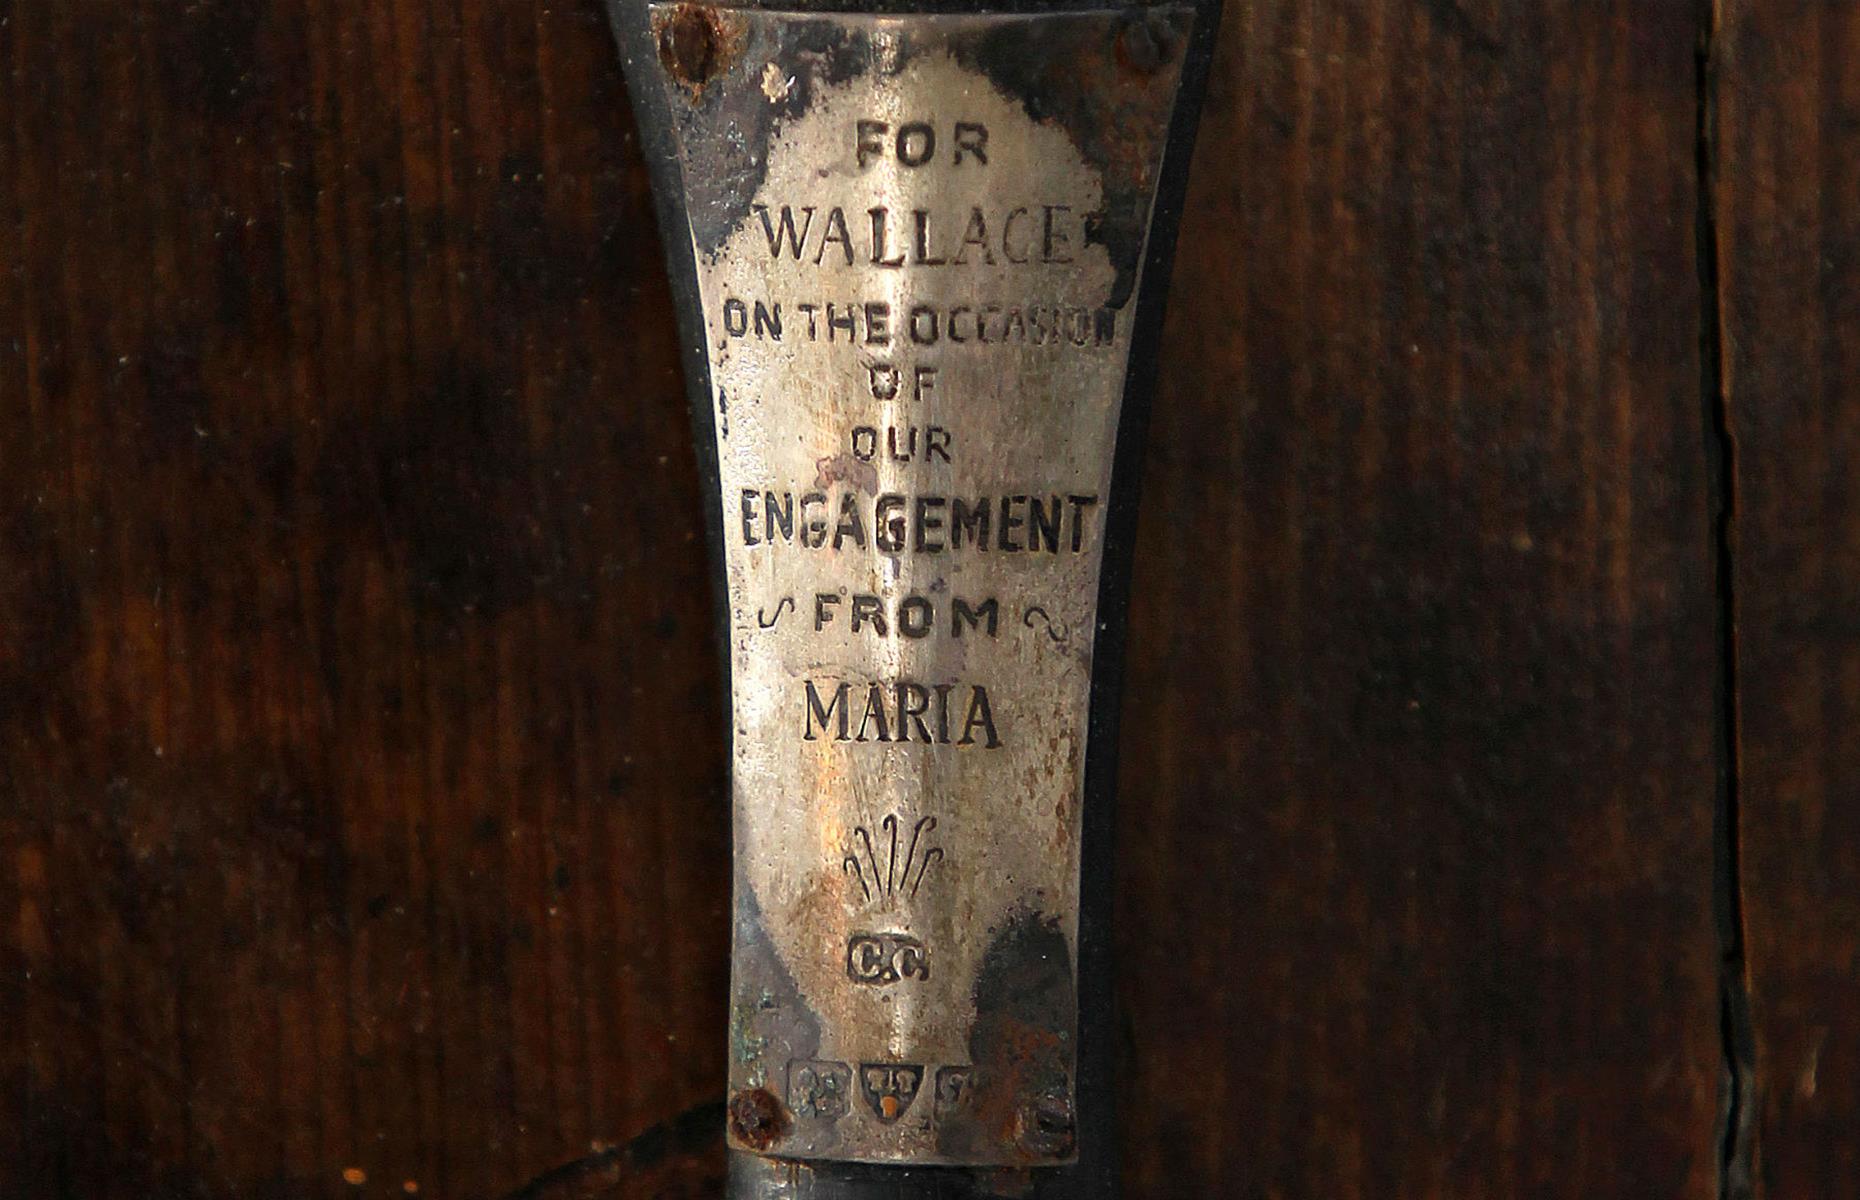 FOR
WALLACE
ON THE OCCASION
OF
OUR
ENGAGEMENT
FROM
MARIA
C.C